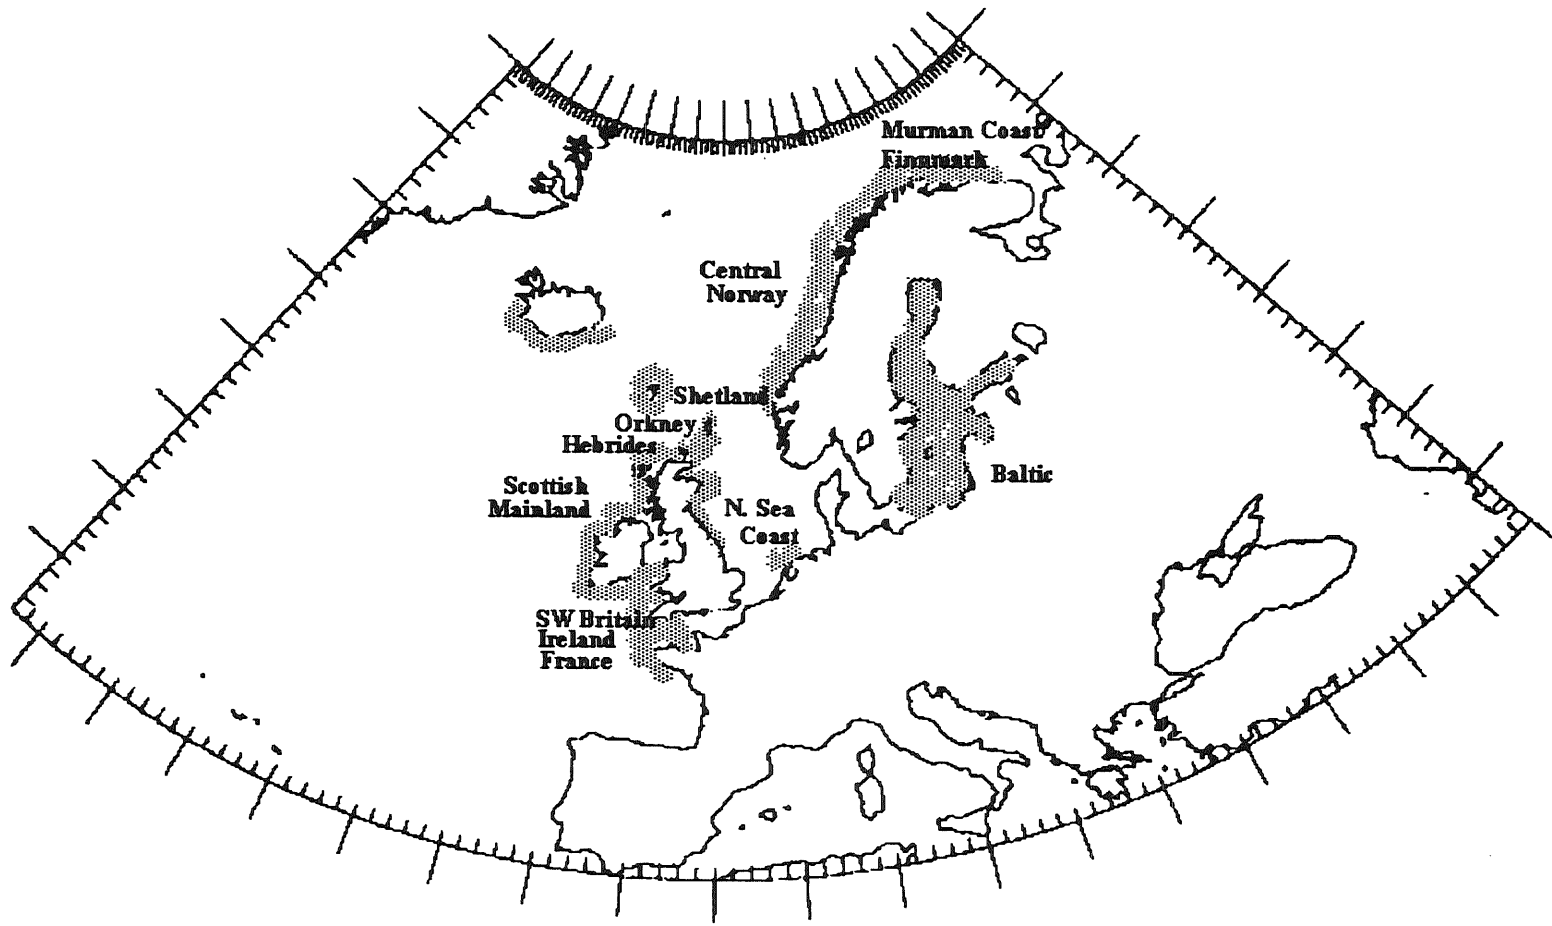 Murman Coast
Finnmark
Central
Norway
Shetland
Orkney
Hebrides
Scottish
Mainland
N. Sea
Coast
Baltic
SW Britain
Ireland
France